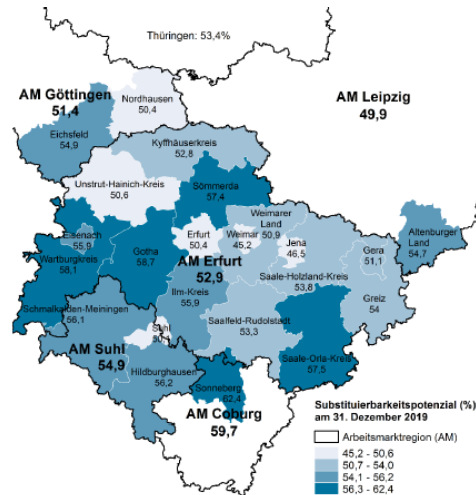 Thüringen: 53,4%
AM Göttingen
51,4
Nordhausen
50,4
AM Leipzig
49,9
Eichsfeld
54,9
Kyffhäuserkreis
52,8
Unstrut-Hainich-Kreis
50,6
Sömmerda
57,4
Weimarer
Land
50,9
Erfurt
50,4
Weimar
45,2
Jena
46,5
Eisenach
55,9
Wartburgkreis
58,1
Gotha
58,7
AM Erfurt
52,9
Gera
51,1
Altenburger
Land
54,7
Saale-Holzland-Kreis
53,8
Ilm-Kreis
55,9
Greiz
54
Schmalkalden-Meiningen
56,1
Saalfeld-Rudolstadt
53,3
Suhl
AM Suhl
54,9
Saale-Orla-Kreis
57,5
Hildburghausen
56,2
Sonneberg
62,4
AM Coburg
59,7
Substituierbarkeitspotenzial (%)
am 31. Dezember 2019
Arbeitsmarktregion (AM)
45,2 - 50,6
50,7 - 54,0
54,1 - 56,2
56,3 - 62,4